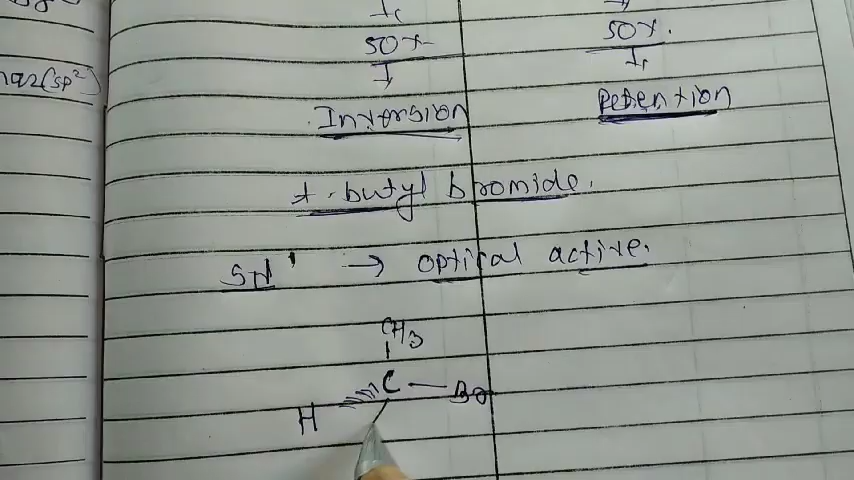 50%
50%.
Inversion
Retention
t.butyl bromide.
SN¹ → optical active.
CH3
C — Br
H